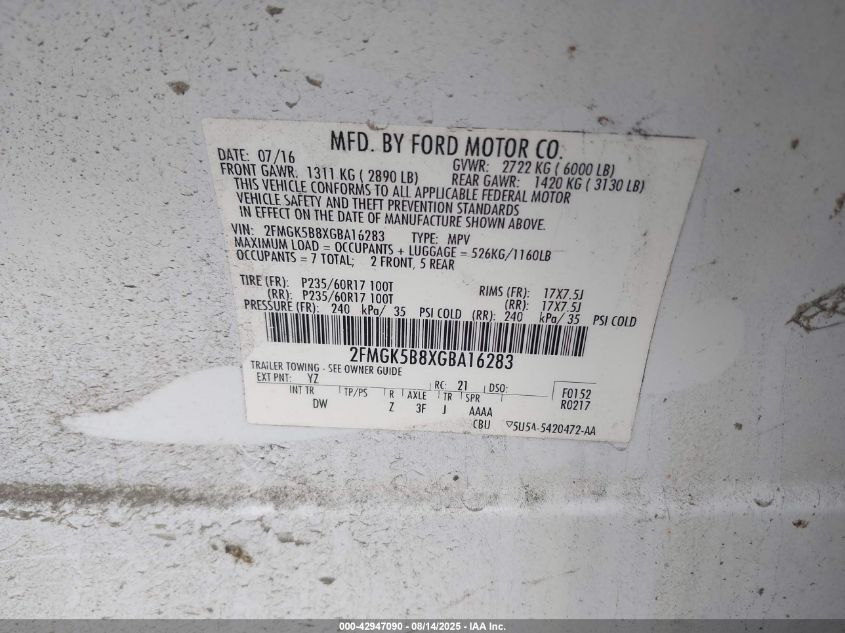 MFD. BY FORD MOTOR CO.
DATE: 07/16 GVWR: 2722 KG ( 6000 LB)
FRONT GAWR: 1311 KG ( 2890 LB) REAR GAWR: 1420 KG ( 3130 LB)
THIS VEHICLE CONFORMS TO ALL APPLICABLE FEDERAL MOTOR
VEHICLE SAFETY AND THEFT PREVENTION STANDARDS
IN EFFECT ON THE DATE OF MANUFACTURE SHOWN ABOVE.
VIN: 2FMGK5B8XGBA16283 TYPE: MPV
MAXIMUM LOAD = OCCUPANTS + LUGGAGE = 526KG/1160LB
OCCUPANTS = 7 TOTAL; 2 FRONT, 5 REAR
TIRE (FR): P235/60R17 100T RIMS (FR): 17X7.5J
(RR): P235/60R17 100T (RR): 17X7.5J
PRESSURE (FR): 240 kPa/ 35 PSI COLD (RR): 240 kPa/ 35 PSI COLD
2FMGK5B8XGBA16283
TRAILER TOWING - SEE OWNER GUIDE
EXT PNT: YZ RC: 21 DSO: F0152
R0217
INT TR TP/PS R AXLE TR SPR
DW Z 3F J AAAA
CBU 5U5A-5420472-AA
000-42947090 - 08/14/2025 - IAA Inc.